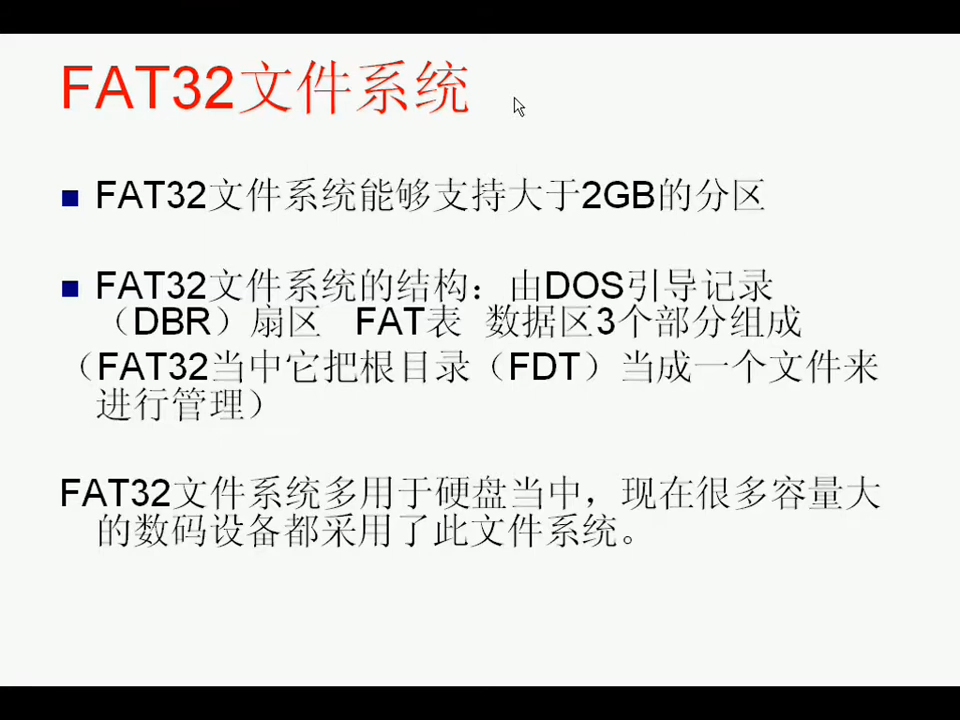 FAT32文件系统
FAT32文件系统能够支持大于2GB的分区
FAT32文件系统的结构：由DOS引导记录
（DBR）扇区 FAT表 数据区3个部分组成
（FAT32当中它把根目录（FDT）当成一个文件来
进行管理）
FAT32文件系统多用于硬盘当中，现在很多容量大
的数码设备都采用了此文件系统。